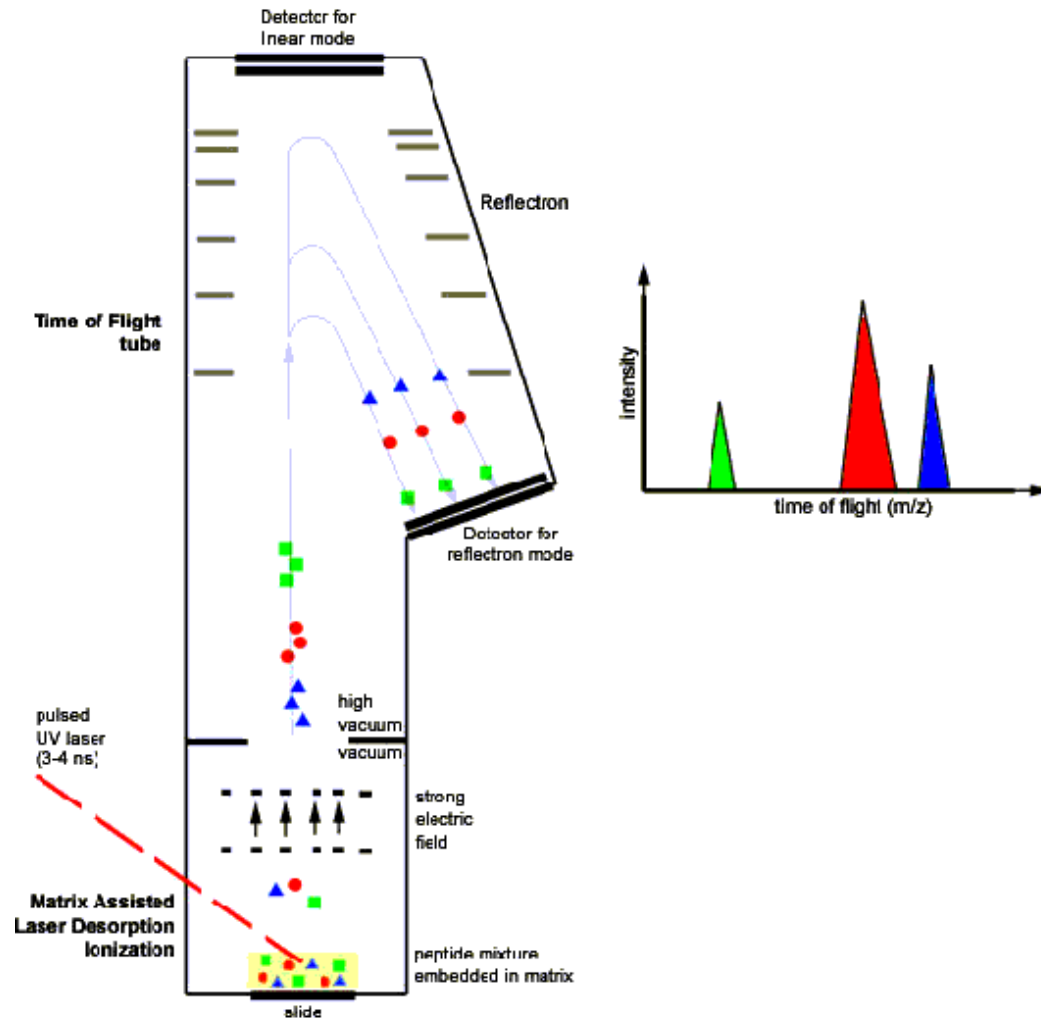 Detector for
linear mode
Reflectron
Time of Flight
tube
intensity
time of flight (m/z)
Detector for
reflectron mode
high
vacuum
vacuum
pulsed
UV laser
(3-4 ns)
strong
electric
field
Matrix Assisted
Laser Desorption
Ionization
peptide mixture
embedded in matrix
slide